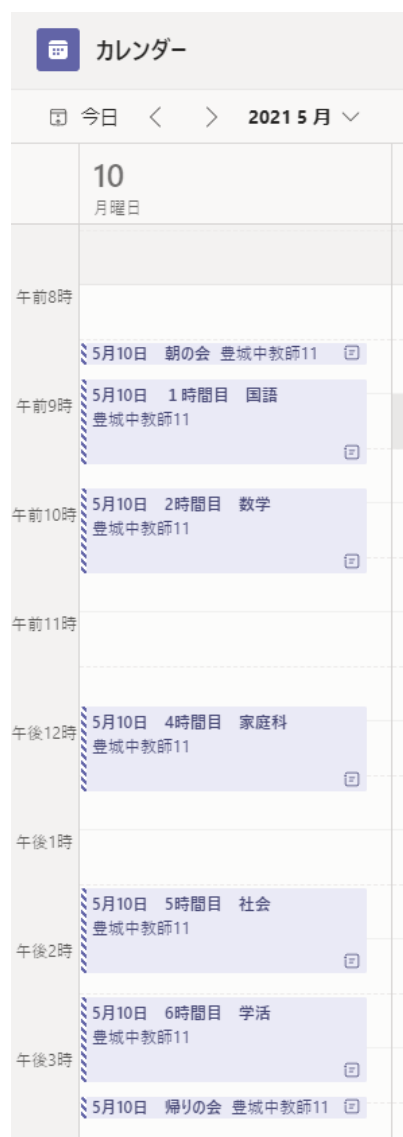 カレンダー
今日 2021 5 月
10
月曜日
午前8時
5月10日 朝の会 豊城中教師11
午前9時
5月10日 １時間目 国語
豊城中教師11
午前10時
5月10日 2時間目 数学
豊城中教師11
午前11時
午後12時
5月10日 4時間目 家庭科
豊城中教師11
午後1時
5月10日 5時間目 社会
豊城中教師11
午後2時
5月10日 6時間目 学活
豊城中教師11
午後3時
5月10日 帰りの会 豊城中教師11